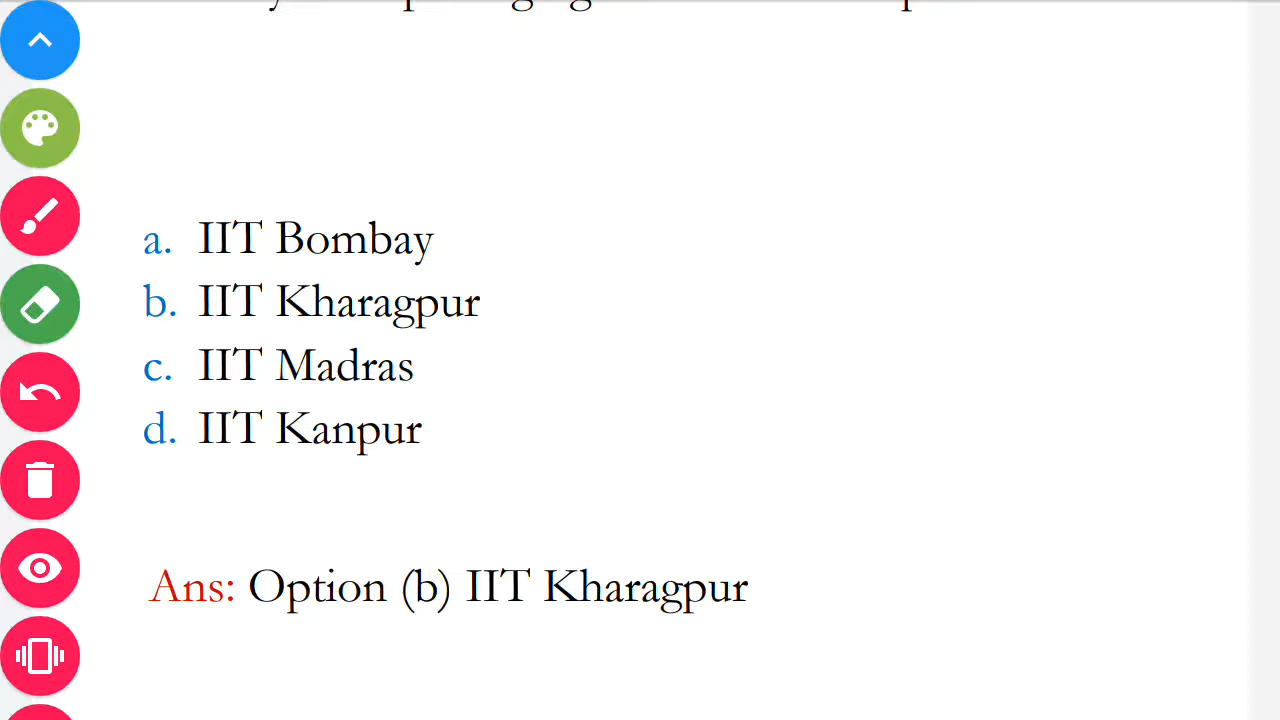 a. IIT Bombay
b. IIT Kharagpur
c. IIT Madras
d. IIT Kanpur
Ans: Option (b) IIT Kharagpur